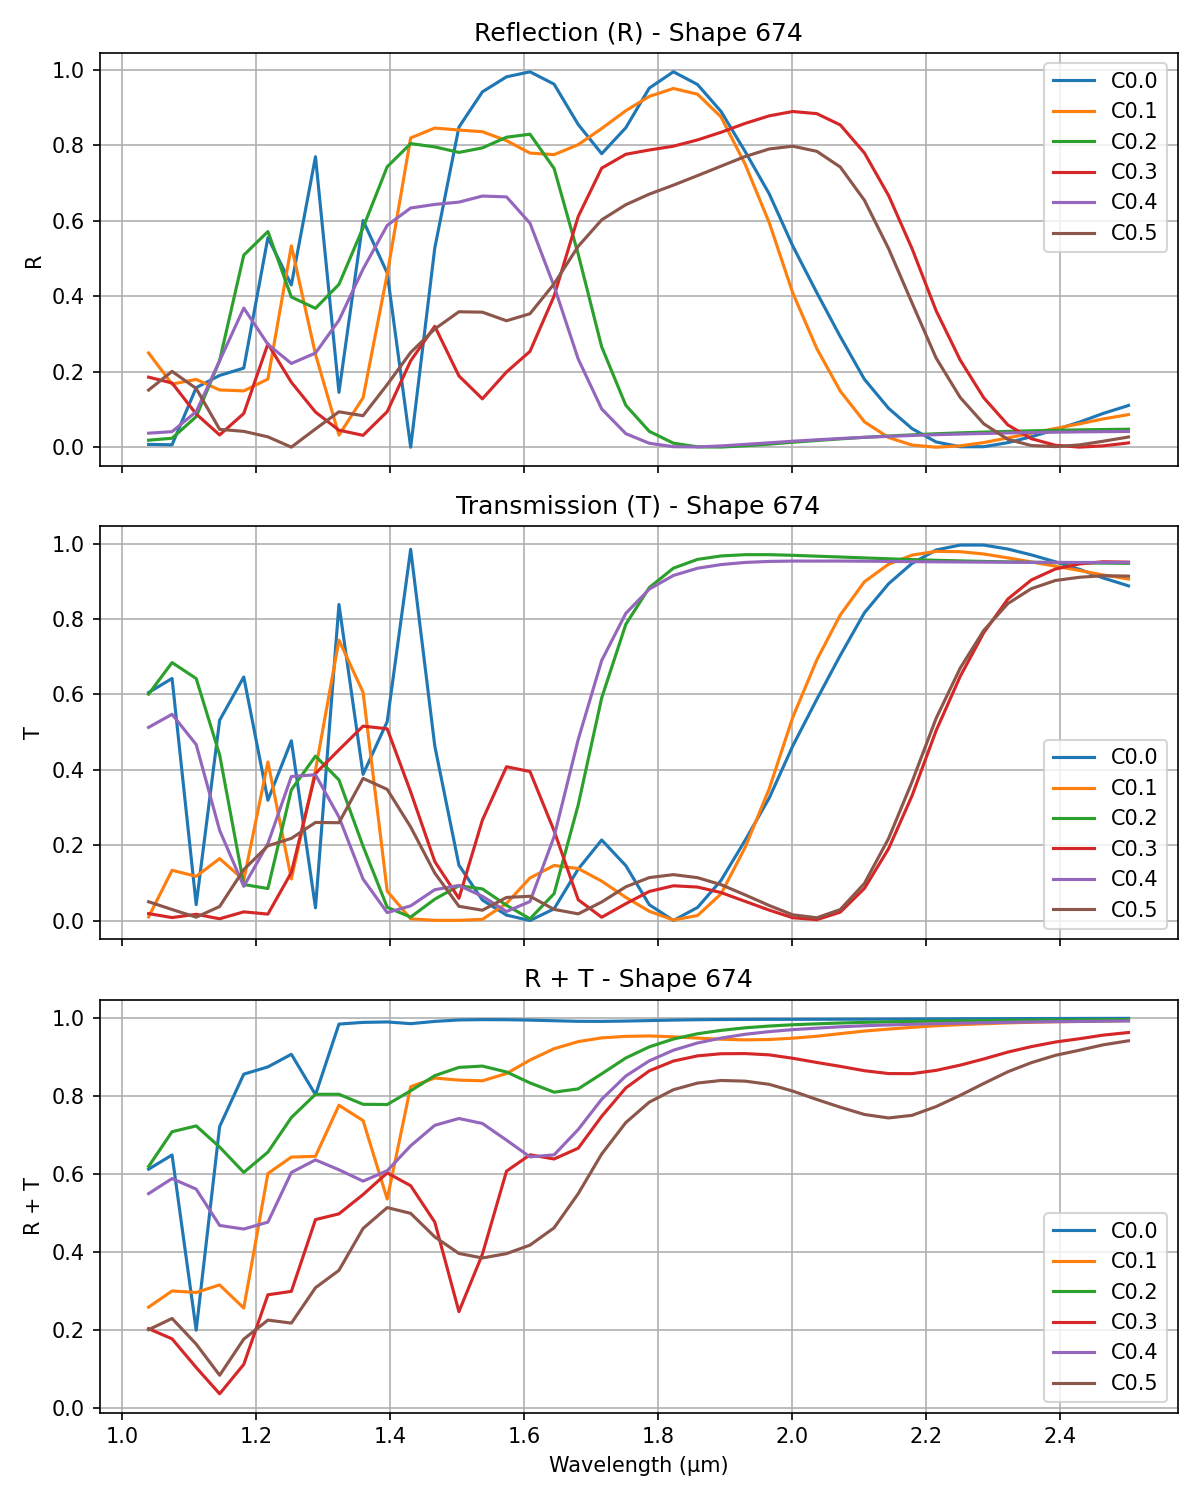 Reflection (R) - Shape 674
1.0
0.8
0.6
0.4
0.2
0.0
R
C0.0
C0.1
C0.2
C0.3
C0.4
C0.5
Transmission (T) - Shape 674
1.0
0.8
0.6
0.4
0.2
0.0
T
C0.0
C0.1
C0.2
C0.3
C0.4
C0.5
R + T - Shape 674
1.0
0.8
0.6
0.4
0.2
0.0
R + T
C0.0
C0.1
C0.2
C0.3
C0.4
C0.5
1.0 1.2 1.4 1.6 1.8 2.0 2.2 2.4
Wavelength (μm)